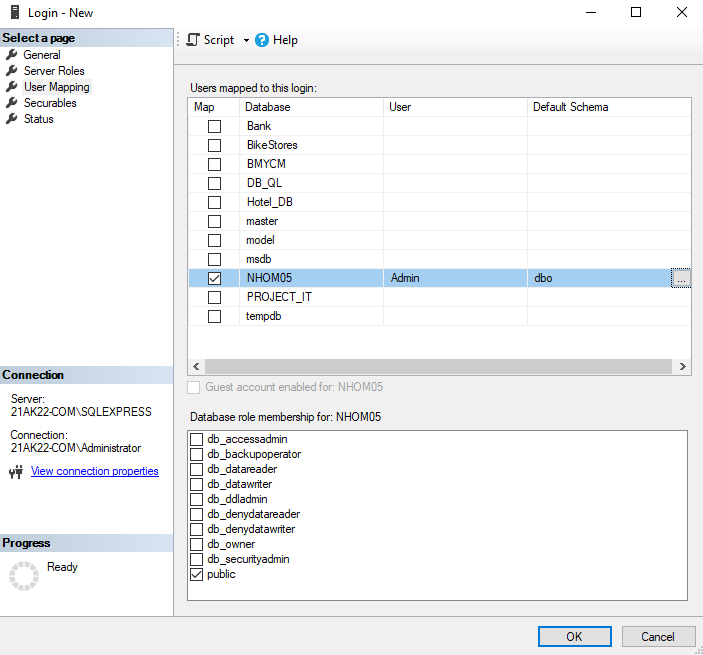 Login - New
Select a page
General
Server Roles
User Mapping
Securables
Status
Script
Help
Users mapped to this login:
Map Database User Default Schema
Bank
BikeStores
BMYCM
DB_QL
Hotel_DB
master
model
msdb
NHOM05 Admin dbo ...
PROJECT_IT
tempdb
Guest account enabled for: NHOM05
Database role membership for: NHOM05
db_accessadmin
db_backupoperator
db_datareader
db_datawriter
db_ddladmin
db_denydatareader
db_denydatawriter
db_owner
db_securityadmin
public
Connection
Server:
21AK22-COM\SQLEXPRESS
Connection:
21AK22-COM\Administrator
View connection properties
Progress
Ready
OK
Cancel